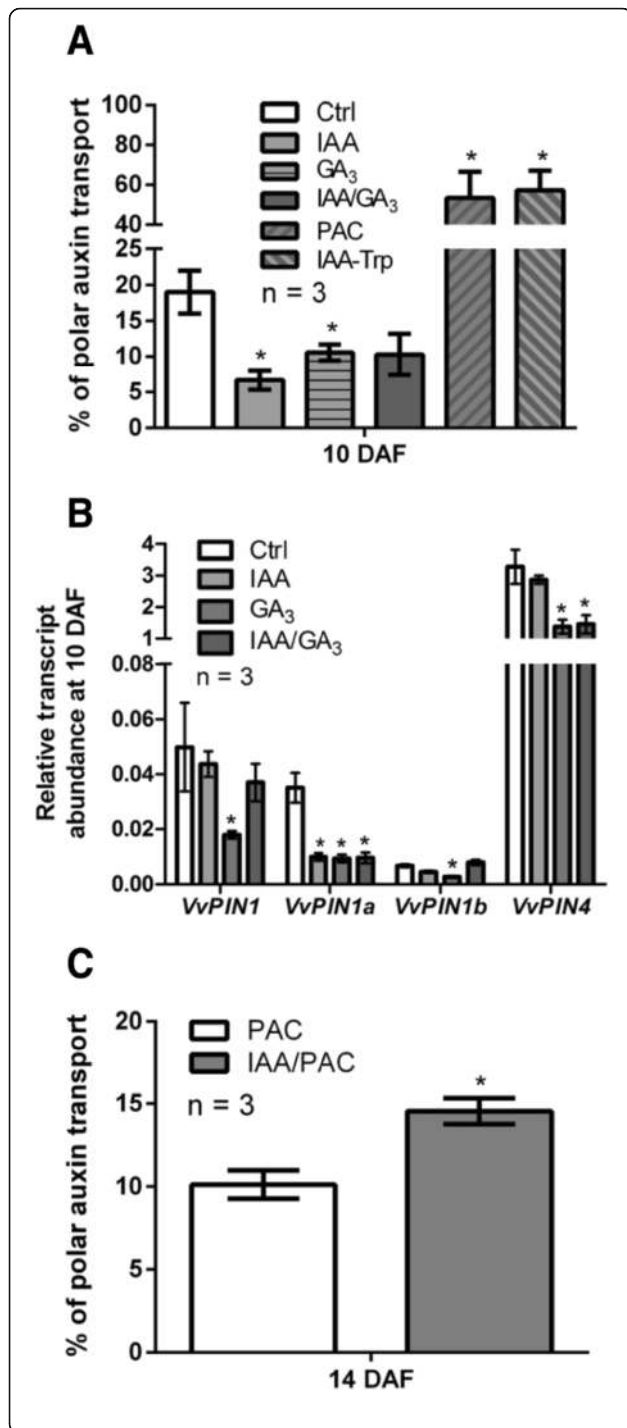 A
% of polar auxin transport
100
80
60
40
25
20
15
10
5
0
Ctrl
IAA
GA₃
IAA/GA₃
PAC
IAA-Trp
n = 3
*
*
*
*
10 DAF
B
Relative transcript
abundance at 10 DAF
4
3
2
1
0.08
0.06
0.04
0.02
0.00
Ctrl
IAA
GA₃
IAA/GA₃
n = 3
*
* * *
*
* *
VvPIN1 VvPIN1a VvPIN1b VvPIN4
C
% of polar auxin transport
20
15
10
5
0
PAC
IAA/PAC
n = 3
*
14 DAF